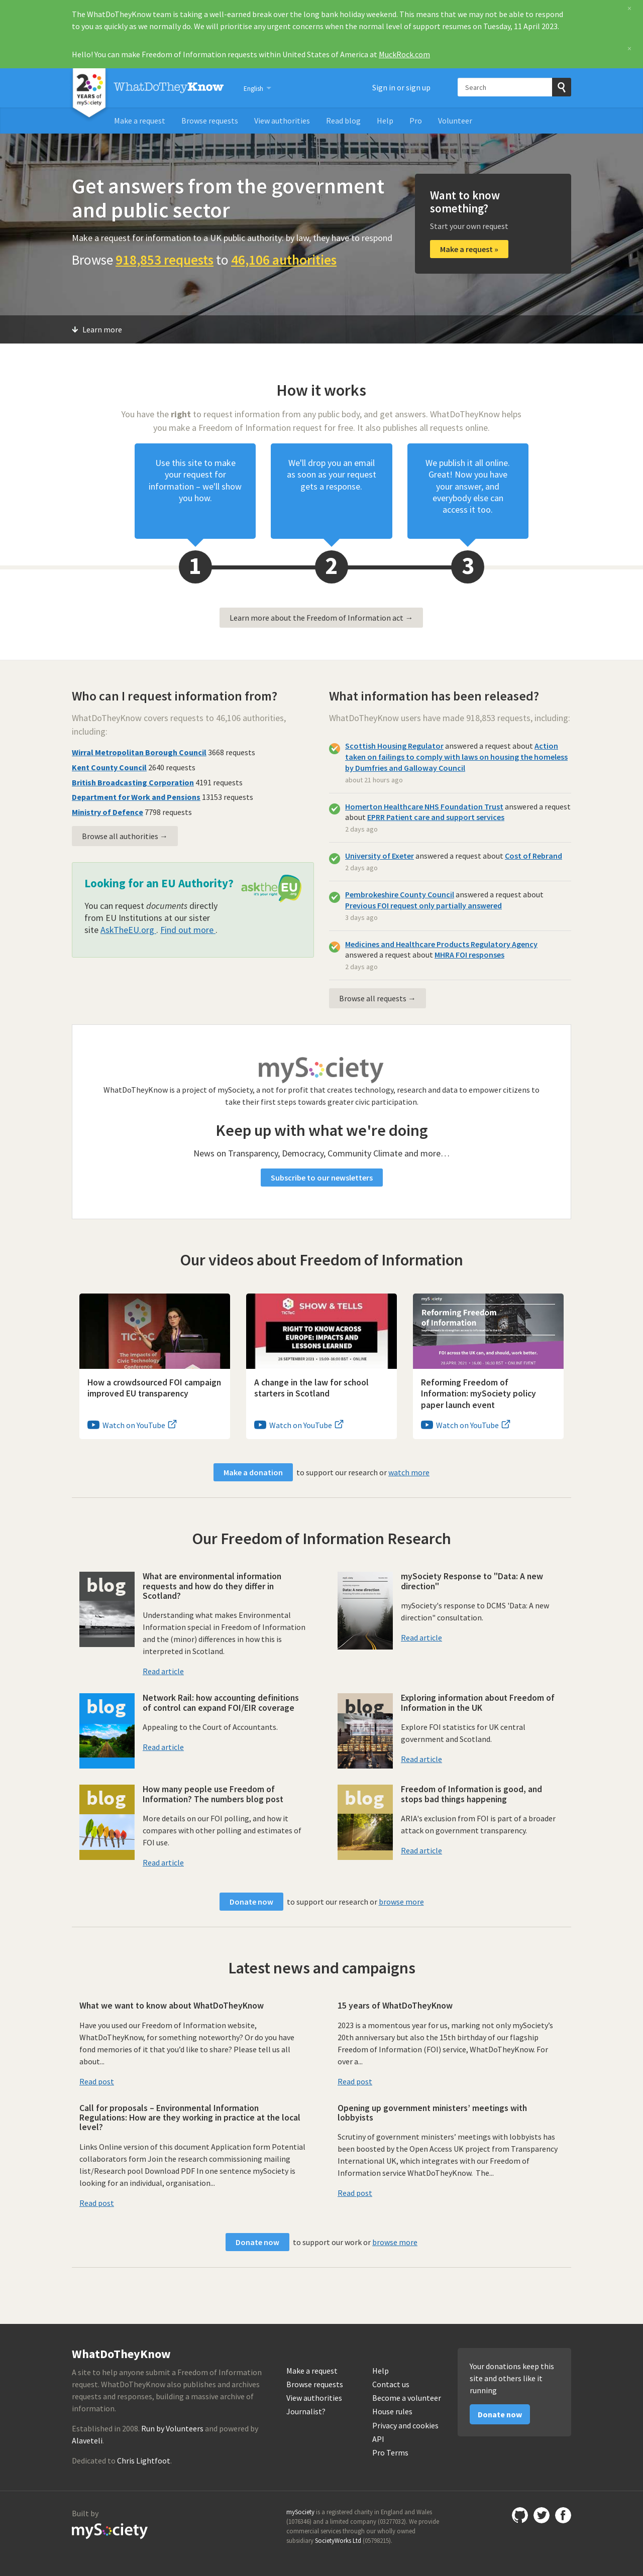 The WhatDoTheyKnow team is taking a well-earned break over the long bank holiday weekend. This means that we may not be able to respond
to you as quickly as we normally do. We will prioritise any urgent concerns when the normal level of support resumes on Tuesday, 11 April 2023.
Hello! You can make Freedom of Information requests within United States of America at MuckRock.com
20 YEARS of mySociety
WhatDoTheyKnow
English
Sign in or sign up
Search
Make a request
Browse requests
View authorities
Read blog
Help
Pro
Volunteer
Get answers from the government
and public sector
Make a request for information to a UK public authority: by law, they have to respond
Browse 918,853 requests to 46,106 authorities
Want to know
something?
Start your own request
Make a request »
Learn more
How it works
You have the right to request information from any public body, and get answers. WhatDoTheyKnow helps
you make a Freedom of Information request for free. It also publishes all requests online.
Use this site to make
your request for
information – we'll show
you how.
We'll drop you an email
as soon as your request
gets a response.
We publish it all online.
Great! Now you have
your answer, and
everybody else can
access it too.
1
2
3
Learn more about the Freedom of Information act →
Who can I request information from?
WhatDoTheyKnow covers requests to 46,106 authorities,
including:
Wirral Metropolitan Borough Council 3668 requests
Kent County Council 2640 requests
British Broadcasting Corporation 4191 requests
Department for Work and Pensions 13153 requests
Ministry of Defence 7798 requests
Browse all authorities →
Looking for an EU Authority?
asktheEU
it's your right .org
You can request documents directly
from EU Institutions at our sister
site AskTheEU.org . Find out more .
What information has been released?
WhatDoTheyKnow users have made 918,853 requests, including:
Scottish Housing Regulator answered a request about Action
taken on failings to comply with laws on housing the homeless
by Dumfries and Galloway Council
about 21 hours ago
Homerton Healthcare NHS Foundation Trust answered a request
about EPRR Patient care and support services
2 days ago
University of Exeter answered a request about Cost of Rebrand
2 days ago
Pembrokeshire County Council answered a request about
Previous FOI request only partially answered
3 days ago
Medicines and Healthcare Products Regulatory Agency
answered a request about MHRA FOI responses
2 days ago
Browse all requests →
mySociety
WhatDoTheyKnow is a project of mySociety, a not for profit that creates technology, research and data to empower citizens to
take their first steps towards greater civic participation.
Keep up with what we're doing
News on Transparency, Democracy, Community Climate and more…
Subscribe to our newsletters
Our videos about Freedom of Information
TICTeC
The Impacts of
Civic Technology
Conference
How a crowdsourced FOI campaign
improved EU transparency
Watch on YouTube
TICTeC
SHOW & TELLS
RIGHT TO KNOW ACROSS
EUROPE: IMPACTS AND
LESSONS LEARNED
A change in the law for school
starters in Scotland
Watch on YouTube
mySociety
Reforming Freedom
of Information
FOI across the UK can, and should, work better.
Reforming Freedom of
Information: mySociety policy
paper launch event
Watch on YouTube
Make a donation to support our research or watch more
Our Freedom of Information Research
blog
What are environmental information
requests and how do they differ in
Scotland?
Understanding what makes Environmental
Information special in Freedom of Information
and the (minor) differences in how this is
interpreted in Scotland.
Read article
Data: A new direction
mySociety Response to "Data: A new
direction"
mySociety's response to DCMS 'Data: A new
direction" consultation.
Read article
blog
Network Rail: how accounting definitions
of control can expand FOI/EIR coverage
Appealing to the Court of Accountants.
Read article
blog
Exploring information about Freedom of
Information in the UK
Explore FOI statistics for UK central
government and Scotland.
Read article
blog
How many people use Freedom of
Information? The numbers blog post
More details on our FOI polling, and how it
compares with other polling and estimates of
FOI use.
Read article
blog
Freedom of Information is good, and
stops bad things happening
ARIA's exclusion from FOI is part of a broader
attack on government transparency.
Read article
Donate now to support our research or browse more
Latest news and campaigns
What we want to know about WhatDoTheyKnow
Have you used our Freedom of Information website,
WhatDoTheyKnow, for something noteworthy? Or do you have
fond memories of it that you'd like to share? Please tell us all
about...
Read post
15 years of WhatDoTheyKnow
2023 is a momentous year for us, marking not only mySociety's
20th anniversary but also the 15th birthday of our flagship
Freedom of Information (FOI) service, WhatDoTheyKnow. For
over a...
Read post
Call for proposals – Environmental Information
Regulations: How are they working in practice at the local
level?
Links Online version of this document Application form Potential
collaborators form Join the research commissioning mailing
list/Research pool Download PDF In one sentence mySociety is
looking for an individual, organisation...
Read post
Opening up government ministers' meetings with
lobbyists
Scrutiny of government ministers' meetings with lobbyists has
been boosted by the Open Access UK project from Transparency
International UK, which integrates with our Freedom of
Information service WhatDoTheyKnow. The...
Read post
Donate now to support our work or browse more
WhatDoTheyKnow
A site to help anyone submit a Freedom of Information
request. WhatDoTheyKnow also publishes and archives
requests and responses, building a massive archive of
information.
Established in 2008. Run by Volunteers and powered by
Alaveteli.
Dedicated to Chris Lightfoot.
Make a request
Browse requests
View authorities
Journalist?
Help
Contact us
Become a volunteer
House rules
Privacy and cookies
API
Pro Terms
Your donations keep this
site and others like it
running
Donate now
Built by
mySociety
mySociety is a registered charity in England and Wales
(1076346) and a limited company (03277032). We provide
commercial services through our wholly owned
subsidiary SocietyWorks Ltd (05798215).